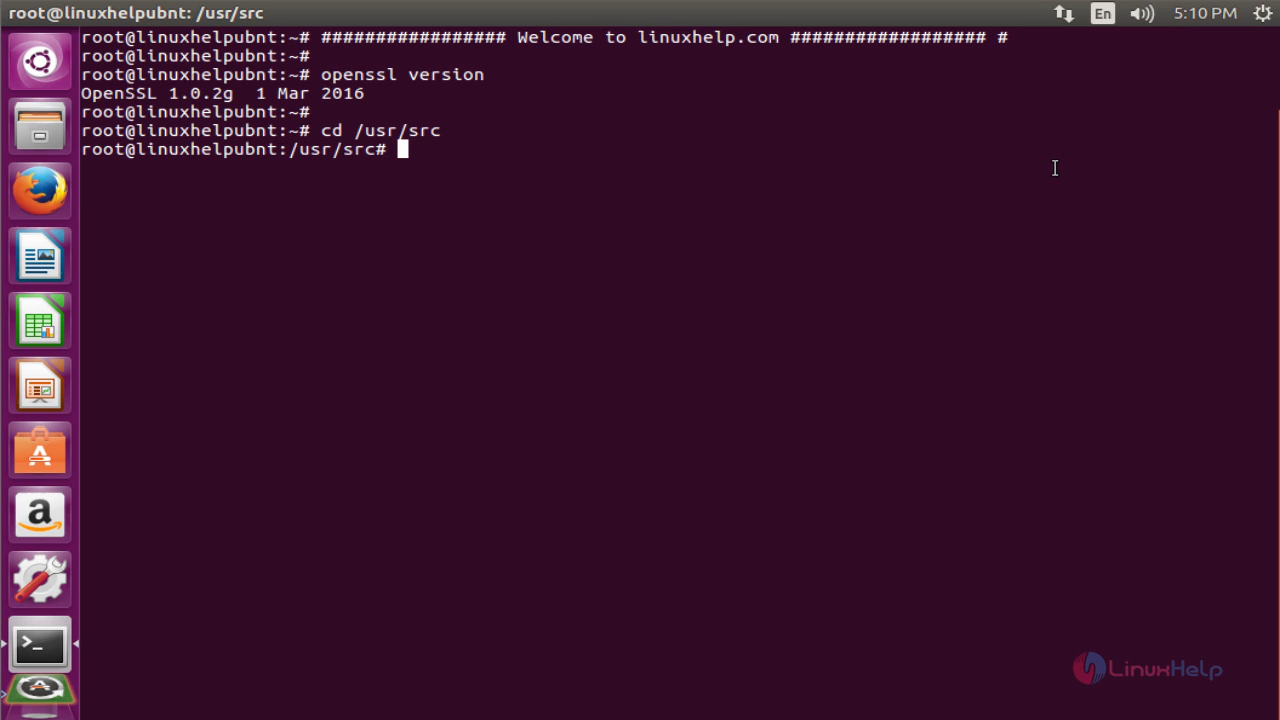 root@linuxhelpubnt: /usr/src
En
5:10 PM
root@linuxhelpubnt:~# ################# Welcome to linuxhelp.com ################## #
root@linuxhelpubnt:~#
root@linuxhelpubnt:~# openssl version
OpenSSL 1.0.2g  1 Mar 2016
root@linuxhelpubnt:~#
root@linuxhelpubnt:~# cd /usr/src
root@linuxhelpubnt:/usr/src#
LinuxHelp